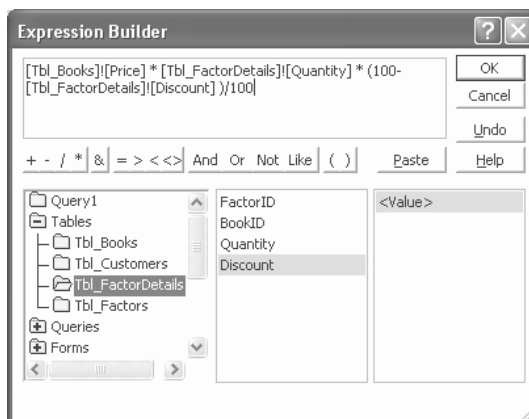 Expression Builder
[Tbl_Books]![Price] * [Tbl_FactorDetails]![Quantity] * (100-
[Tbl_FactorDetails]![Discount] )/100
OK
Cancel
Undo
Help
+ - / * & = > < <> And Or Not Like ( ) Paste
Query1
Tables
Tbl_Books
Tbl_Customers
Tbl_FactorDetails
Tbl_Factors
Queries
Forms
FactorID
BookID
Quantity
Discount
<Value>